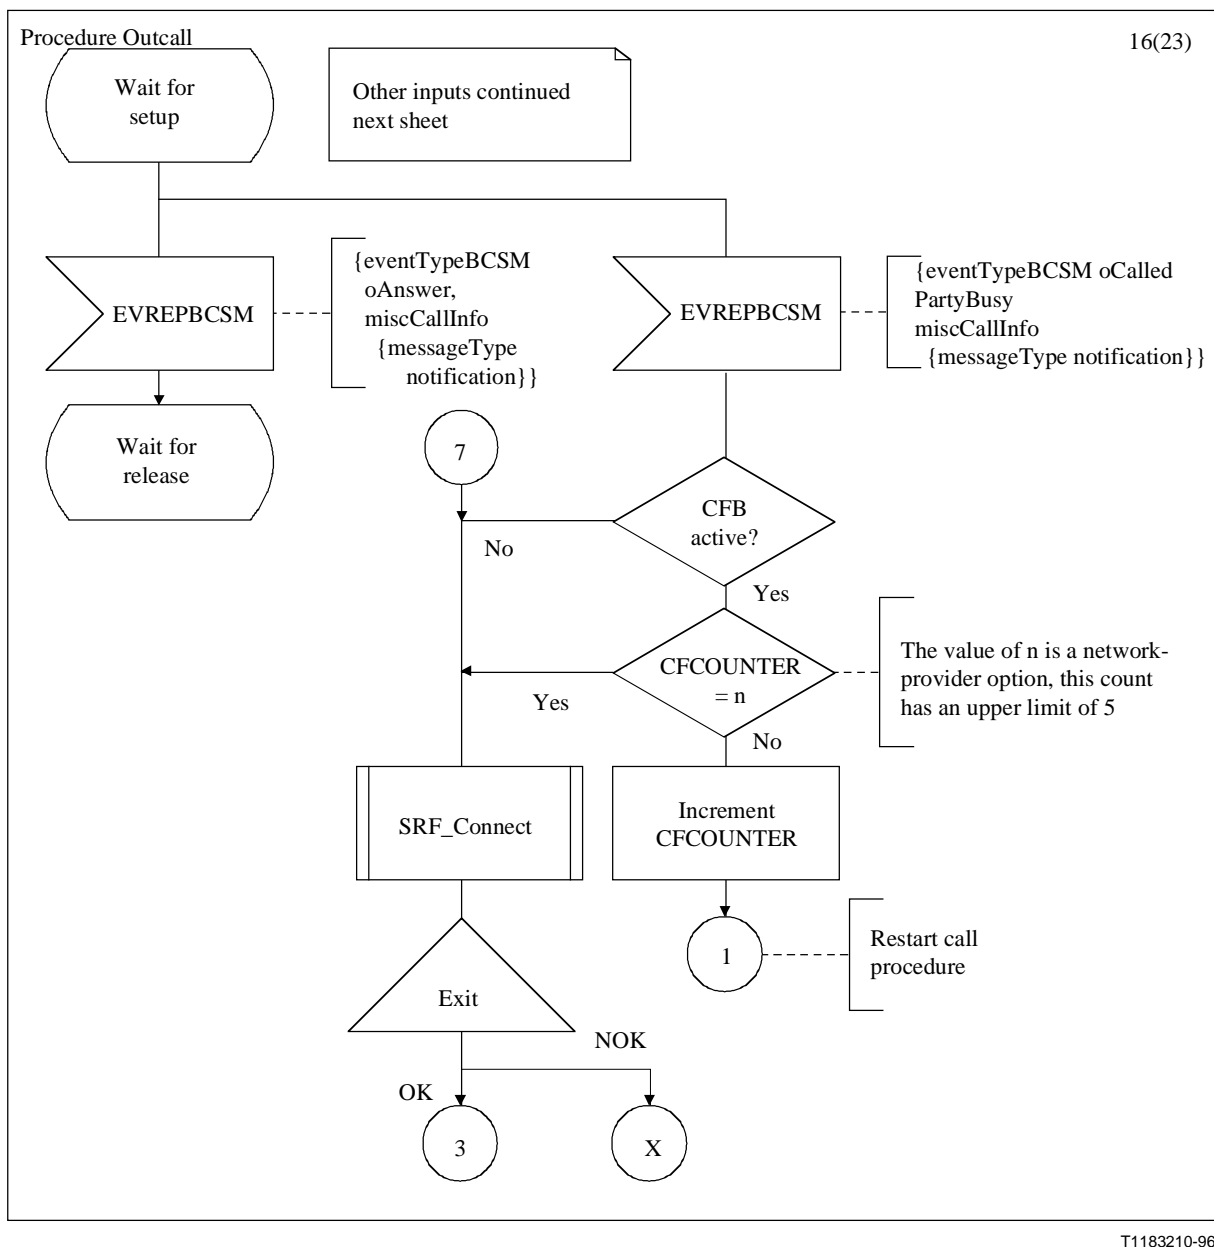 Procedure Outcall
16(23)
Wait for
setup
Other inputs continued
next sheet
EVREPBCSM
{eventTypeBCSM
oAnswer,
miscCallInfo
{messageType
notification}}
EVREPBCSM
{eventTypeBCSM oCalled
PartyBusy
miscCallInfo
{messageType notification}}
Wait for
release
7
CFB
active?
No
Yes
CFCOUNTER
= n
The value of n is a network-
provider option, this count
has an upper limit of 5
Yes
No
SRF_Connect
Increment
CFCOUNTER
1
Restart call
procedure
Exit
NOK
OK
3
X
T1183210-96